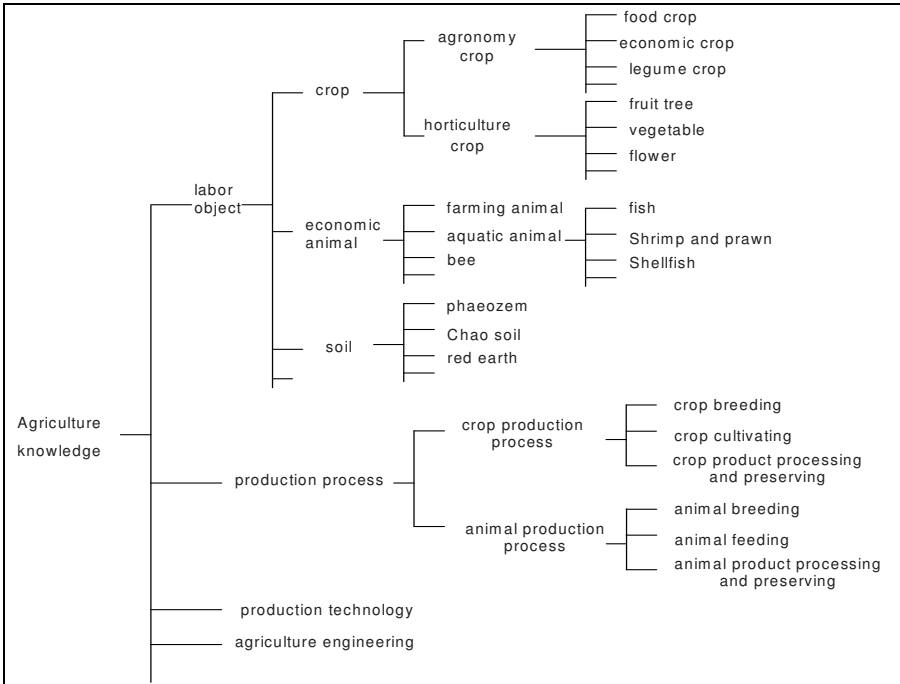 food crop
agronomy
crop
economic crop
legume crop
crop
fruit tree
horticulture
crop
vegetable
flower
labor
object
economic
animal
farming animal
aquatic animal
bee
fish
Shrimp and prawn
Shellfish
soil
phaeozem
Chao soil
red earth
Agriculture
knowledge
production process
crop production
process
crop breeding
crop cultivating
crop product processing
and preserving
animal production
process
animal breeding
animal feeding
animal product processing
and preserving
production technology
agriculture engineering